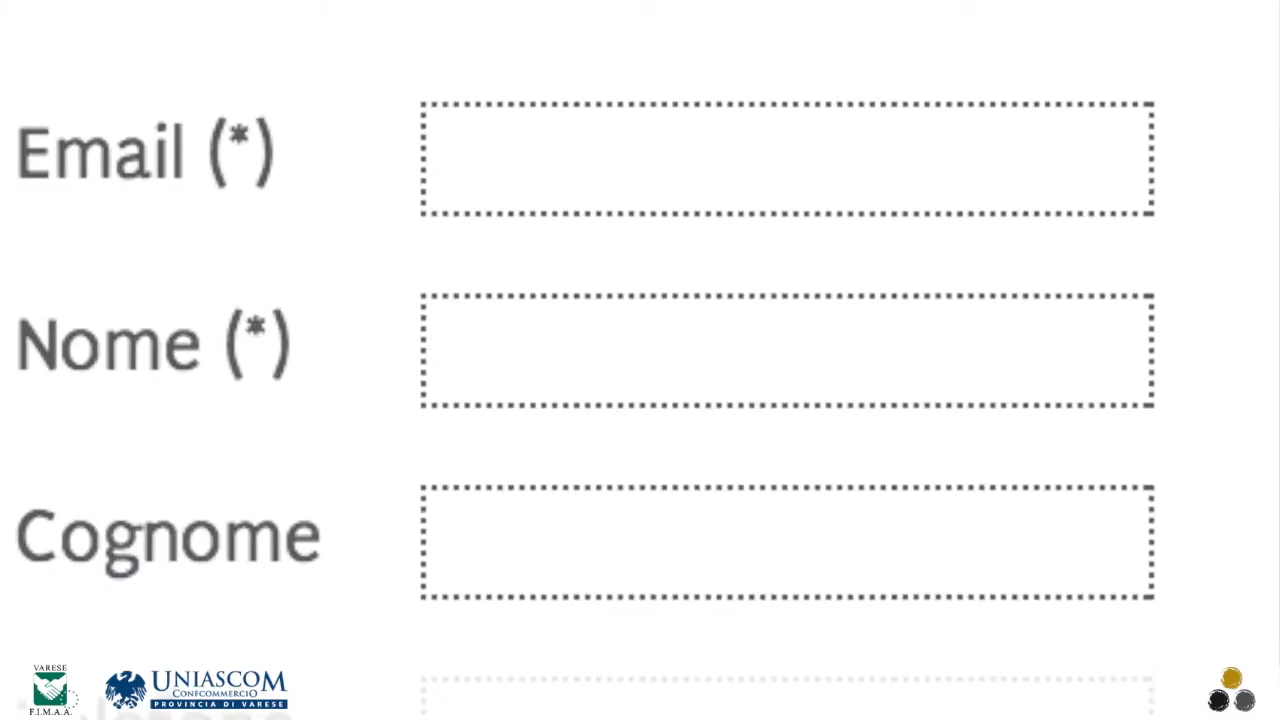 Email (*)
Nome (*)
Cognome
VARESE
F.I.M.A.A.
UNIASCOM
CONFCOMMERCIO
PROVINCIA DI VARESE